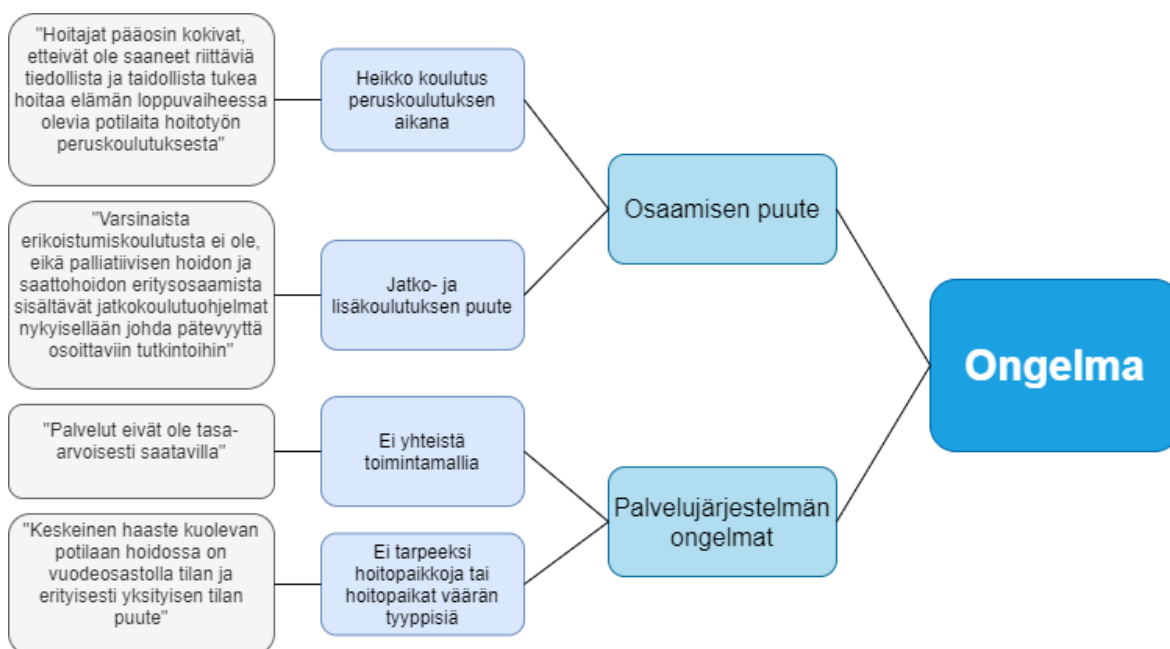 "Hoitajat pääosin kokivat,
etteivät ole saaneet riittäviä
tiedollista ja taidollista tukea
hoitaa elämän loppuvaiheessa
olevia potilaita hoitotyön
peruskoulutuksesta"
Heikko koulutus
peruskoulutuksen
aikana
Osaamisen puute
"Varsinaista
erikoistumiskoulutusta ei ole,
eikä palliatiivisen hoidon ja
saattohoidon eritysosaamista
sisältävät jatkokoulutuohjelmat
nykyisellään johda pätevyyttä
osoittaviin tutkintoihin"
Jatko- ja
lisäkoulutuksen puute
Ongelma
"Palvelut eivät ole tasa-
arvoisesti saatavilla"
Ei yhteistä
toimintamallia
Palvelujärjestelmän
ongelmat
"Keskeinen haaste kuolevan
potilaan hoidossa on
vuodeosastolla tilan ja
erityisesti yksityisen tilan
puute"
Ei tarpeeksi
hoitopaikkoja tai
hoitopaikat väärän
tyyppisiä